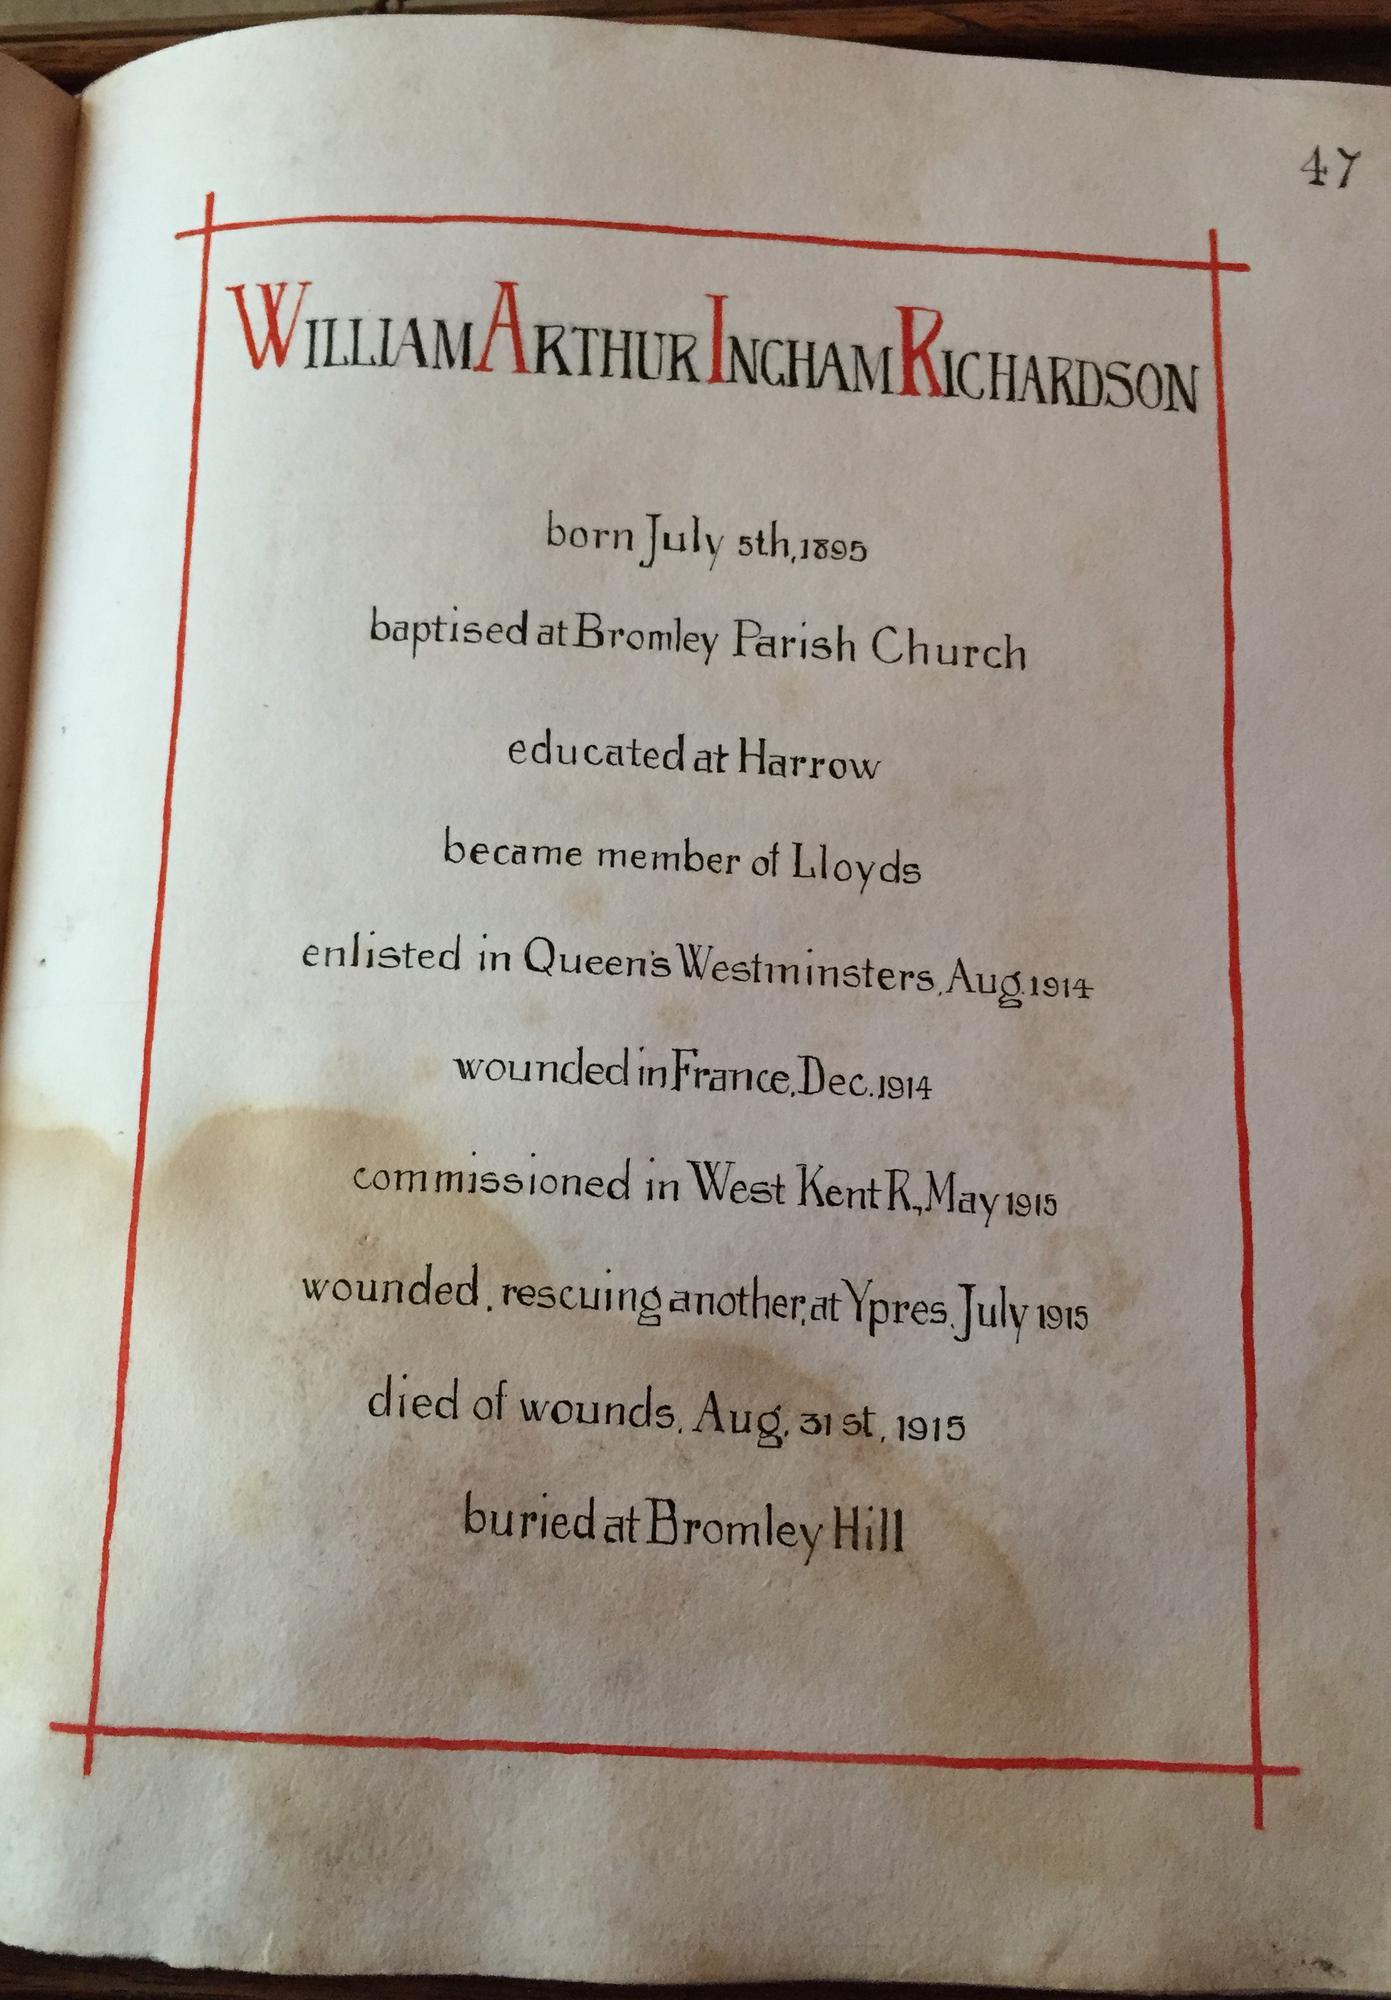 47
WILLIAM ARTHUR INGHAM RICHARDSON
born July 5th, 1895
baptised at Bromley Parish Church
educated at Harrow
became member of Lloyds
enlisted in Queen's Westminsters, Aug. 1914
wounded in France, Dec. 1914
commissioned in West Kent R., May 1915
wounded, rescuing another, at Ypres, July 1915
died of wounds, Aug. 31st, 1915
buried at Bromley Hill